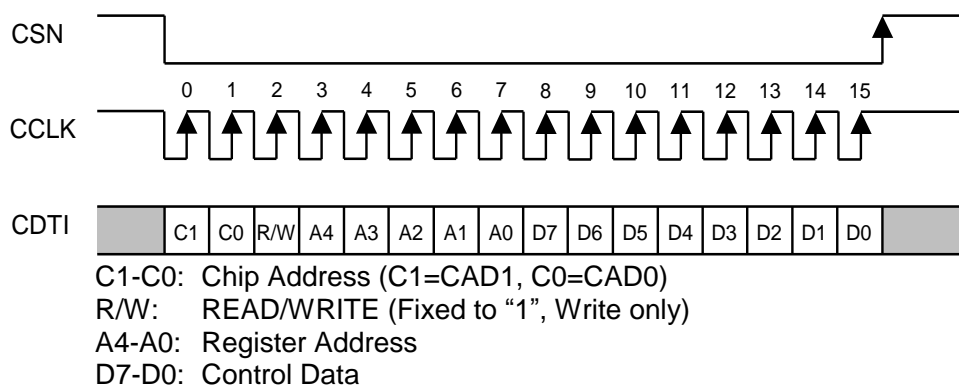 CSN
0 1 2 3 4 5 6 7 8 9 10 11 12 13 14 15
CCLK
CDTI C1 C0 R/W A4 A3 A2 A1 A0 D7 D6 D5 D4 D3 D2 D1 D0
C1-C0: Chip Address (C1=CAD1, C0=CAD0)
R/W: READ/WRITE (Fixed to “1”, Write only)
A4-A0: Register Address
D7-D0: Control Data